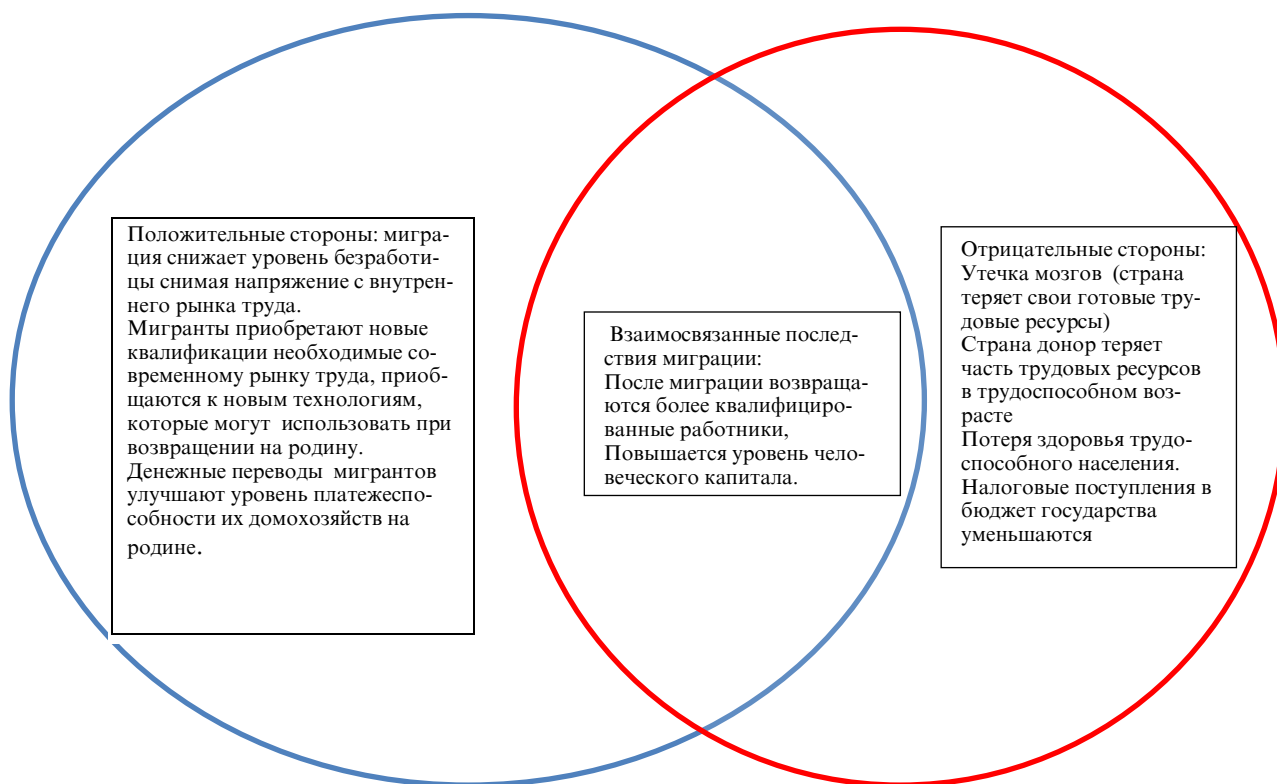 Положительные стороны: мигра-
ция снижает уровень безработи-
цы снимая напряжение с внутрен-
него рынка труда.
Мигранты приобретают новые
квалификации необходимые со-
временному рынку труда, приоб-
щаются к новым технологиям,
которые могут использовать при
возвращении на родину.
Денежные переводы мигрантов
улучшают уровень платежеспо-
собности их домохозяйств на
родине.
Взаимосвязанные послед-
ствия миграции:
После миграции возвраща-
ются более квалифициро-
ванные работники,
Повышается уровень чело-
веческого капитала.
Отрицательные стороны:
Утечка мозгов (страна
теряет свои готовые тру-
довые ресурсы)
Страна донор теряет
часть трудовых ресурсов
в трудоспособном воз-
расте
Потеря здоровья трудо-
способного населения.
Налоговые поступления в
бюджет государства
уменьшаются